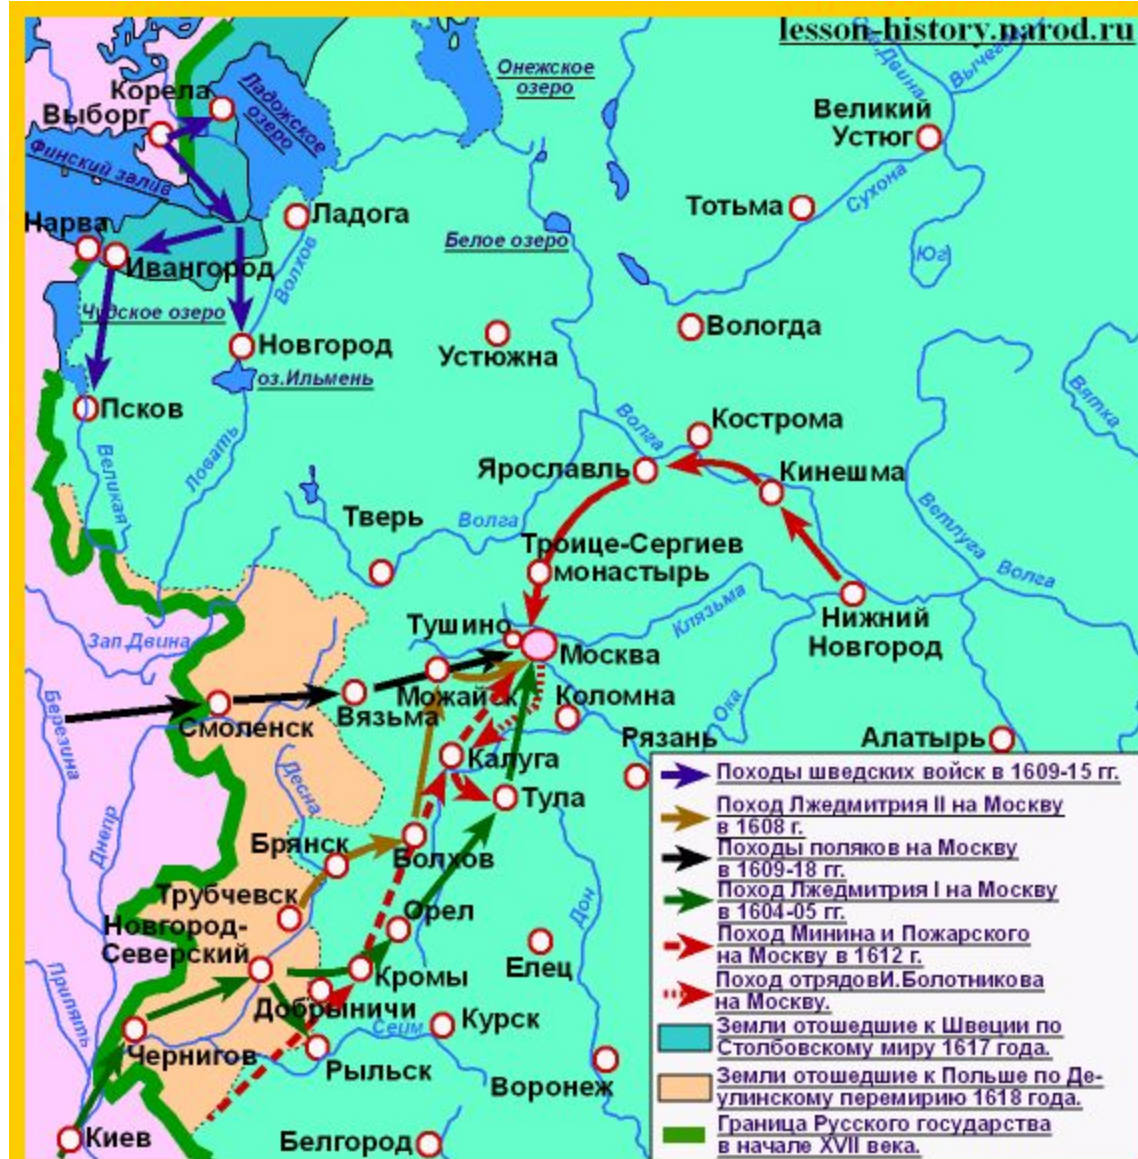 lesson-history.narod.ru
Онежское
озеро
Ладожское
озеро
Корела
Выборг
Финский залив
Нарва
Ивангород
Ладога
Волхов
Чудское озеро
Новгород
оз.Ильмень
Псков
Великая
Ловать
Белое озеро
Устюжна
Вологда
Тотьма
Великий
Устюг
Сухона
Вычегда
Юг
Вятка
Ветлуга
Кострома
Волга
Ярославль
Кинешма
Тверь
Волга
Троице-Сергиев
монастырь
Клязьма
Волга
Нижний
Новгород
Тушино
Москва
Можайск
Коломна
Вязьма
Смоленск
Зап.Двина
Березина
Днепр
Десна
Калуга
Ока
Рязань
Алатырь
Тула
Брянск
Волхов
Трубчевск
Новгород-
Северский
Орел
Дон
Елец
Кромы
Добрыничи
Сейм
Курск
Чернигов
Рыльск
Воронеж
Припять
Киев
Белгород
Походы шведских войск в 1609-15 гг.
Поход Лжедмитрия II на Москву
в 1608 г.
Походы поляков на Москву
в 1609-18 гг.
Поход Лжедмитрия I на Москву
в 1604-05 гг.
Поход Минина и Пожарского
на Москву в 1612 г.
Поход отрядовИ.Болотникова
на Москву.
Земли отошедшие к Швеции по
Столбовскому миру 1617 года.
Земли отошедшие к Польше по Де-
улинскому перемирию 1618 года.
Граница Русского государства
в начале XVII века.